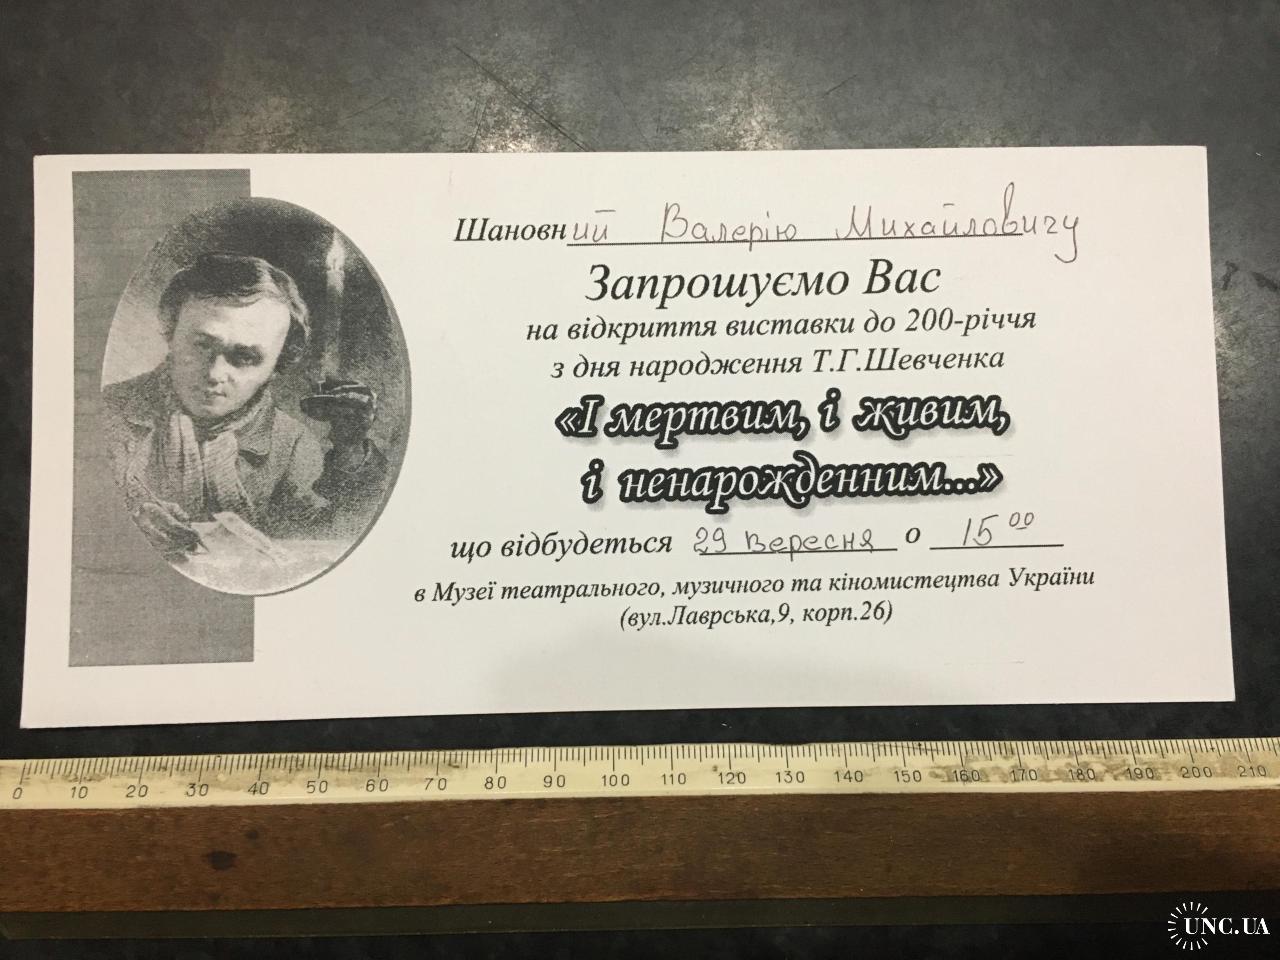 Шановний Валерію Михайловичу
Запрошуємо Вас
на відкриття виставки до 200-річчя
з дня народження Т.Г.Шевченка
«І мертвим, і живим,
і ненарожденним...»
що відбудеться 29 вересня о 15 00
в Музеї театрального, музичного та кіномистецтва України
(вул.Лаврська,9, корп.26)
0 10 20 30 40 50 60 70 80 90 100 110 120 130 140 150 160 170 180 190 200 210
UNC.UA